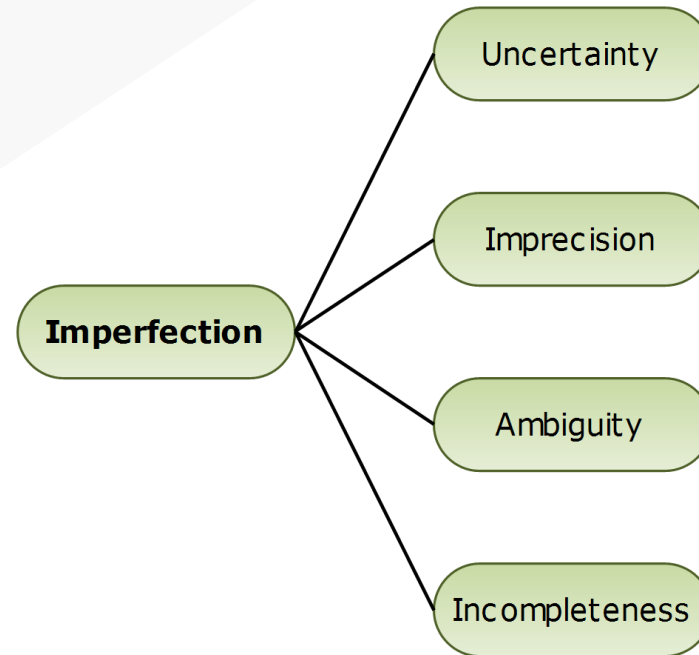 Uncertainty
Imprecision
Imperfection
Ambiguity
Incompleteness